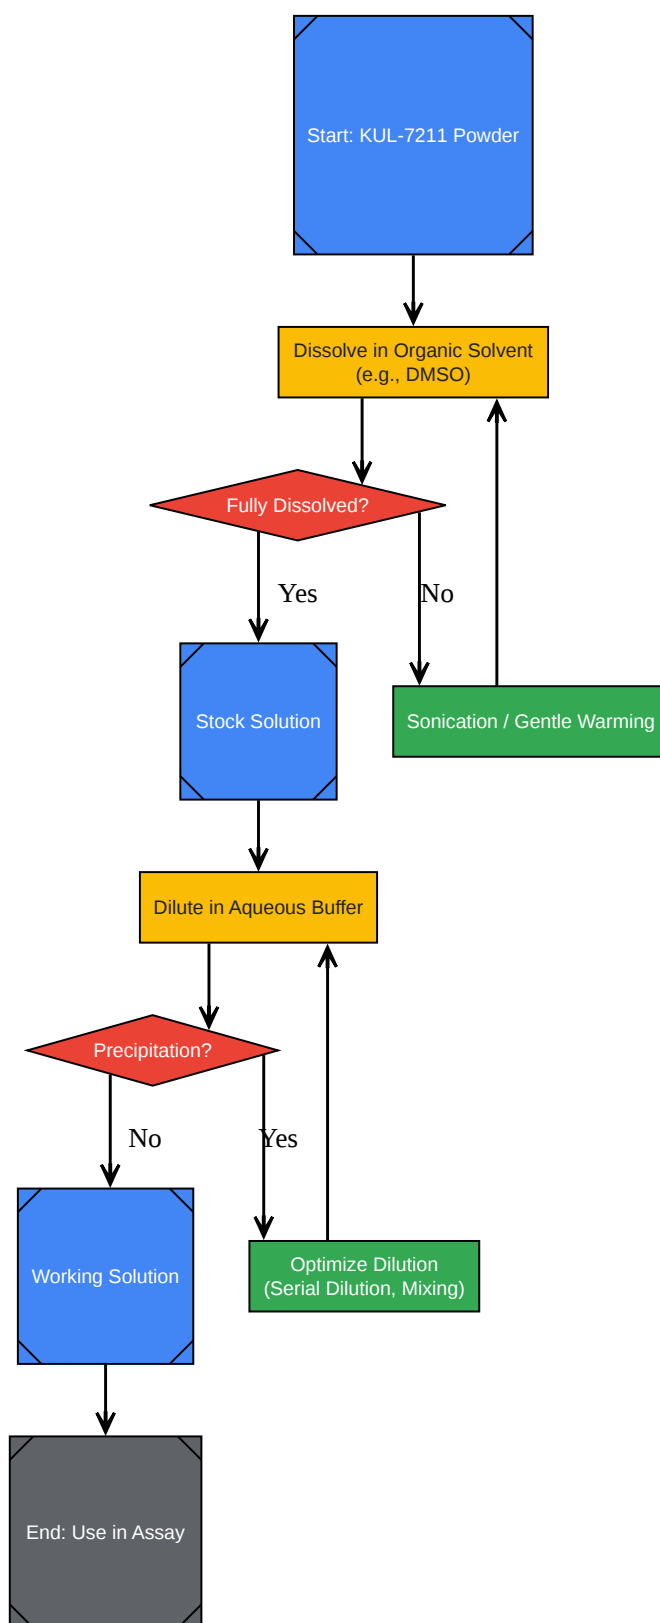 Start: KUL-7211 Powder
Dissolve in Organic Solvent
(e.g., DMSO)
Fully Dissolved?
Yes
No
Stock Solution
Sonication / Gentle Warming
Dilute in Aqueous Buffer
Precipitation?
No
Yes
Working Solution
Optimize Dilution
(Serial Dilution, Mixing)
End: Use in Assay